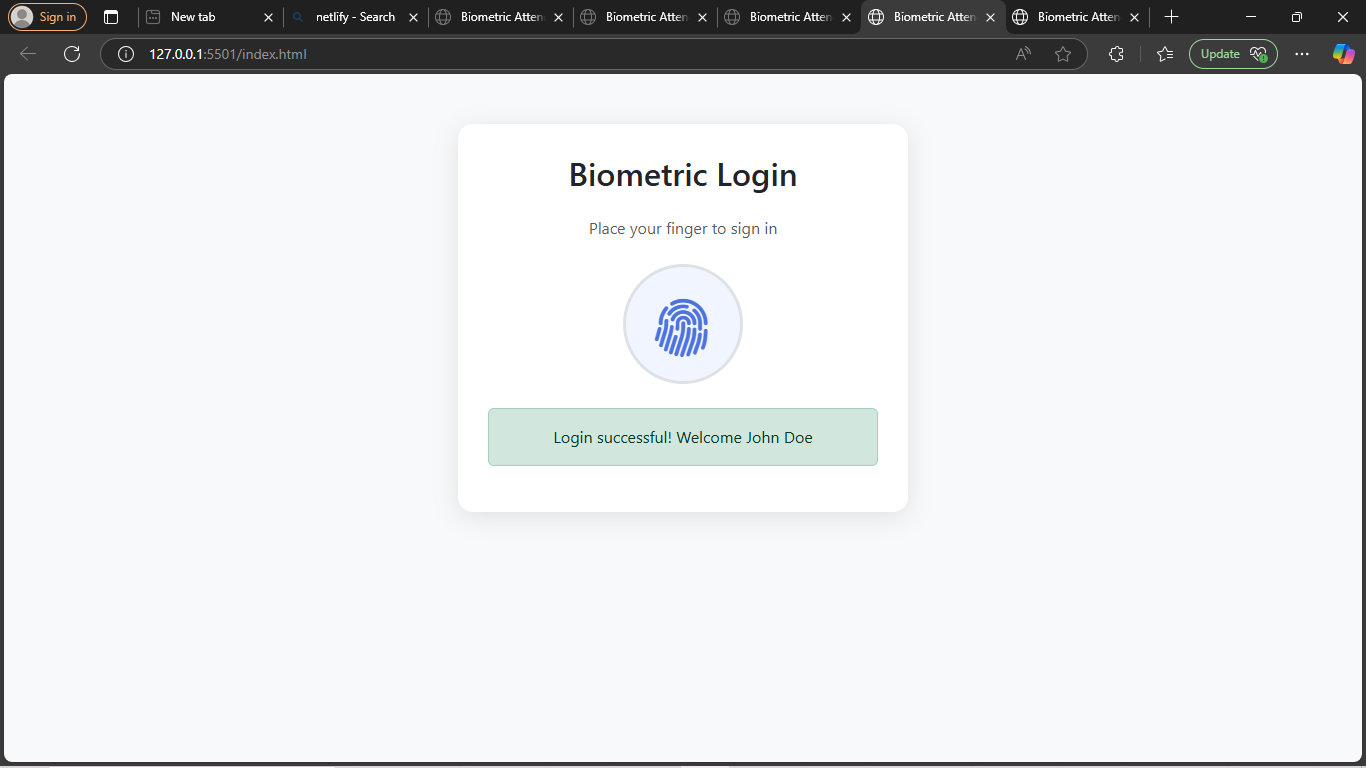 Sign in
New tab
netlify - Search
Biometric Atten
Biometric Atten
Biometric Atten
Biometric Atten
Biometric Atten
127.0.0.1:5501/index.html
A
Update
Biometric Login
Place your finger to sign in
Login successful! Welcome John Doe